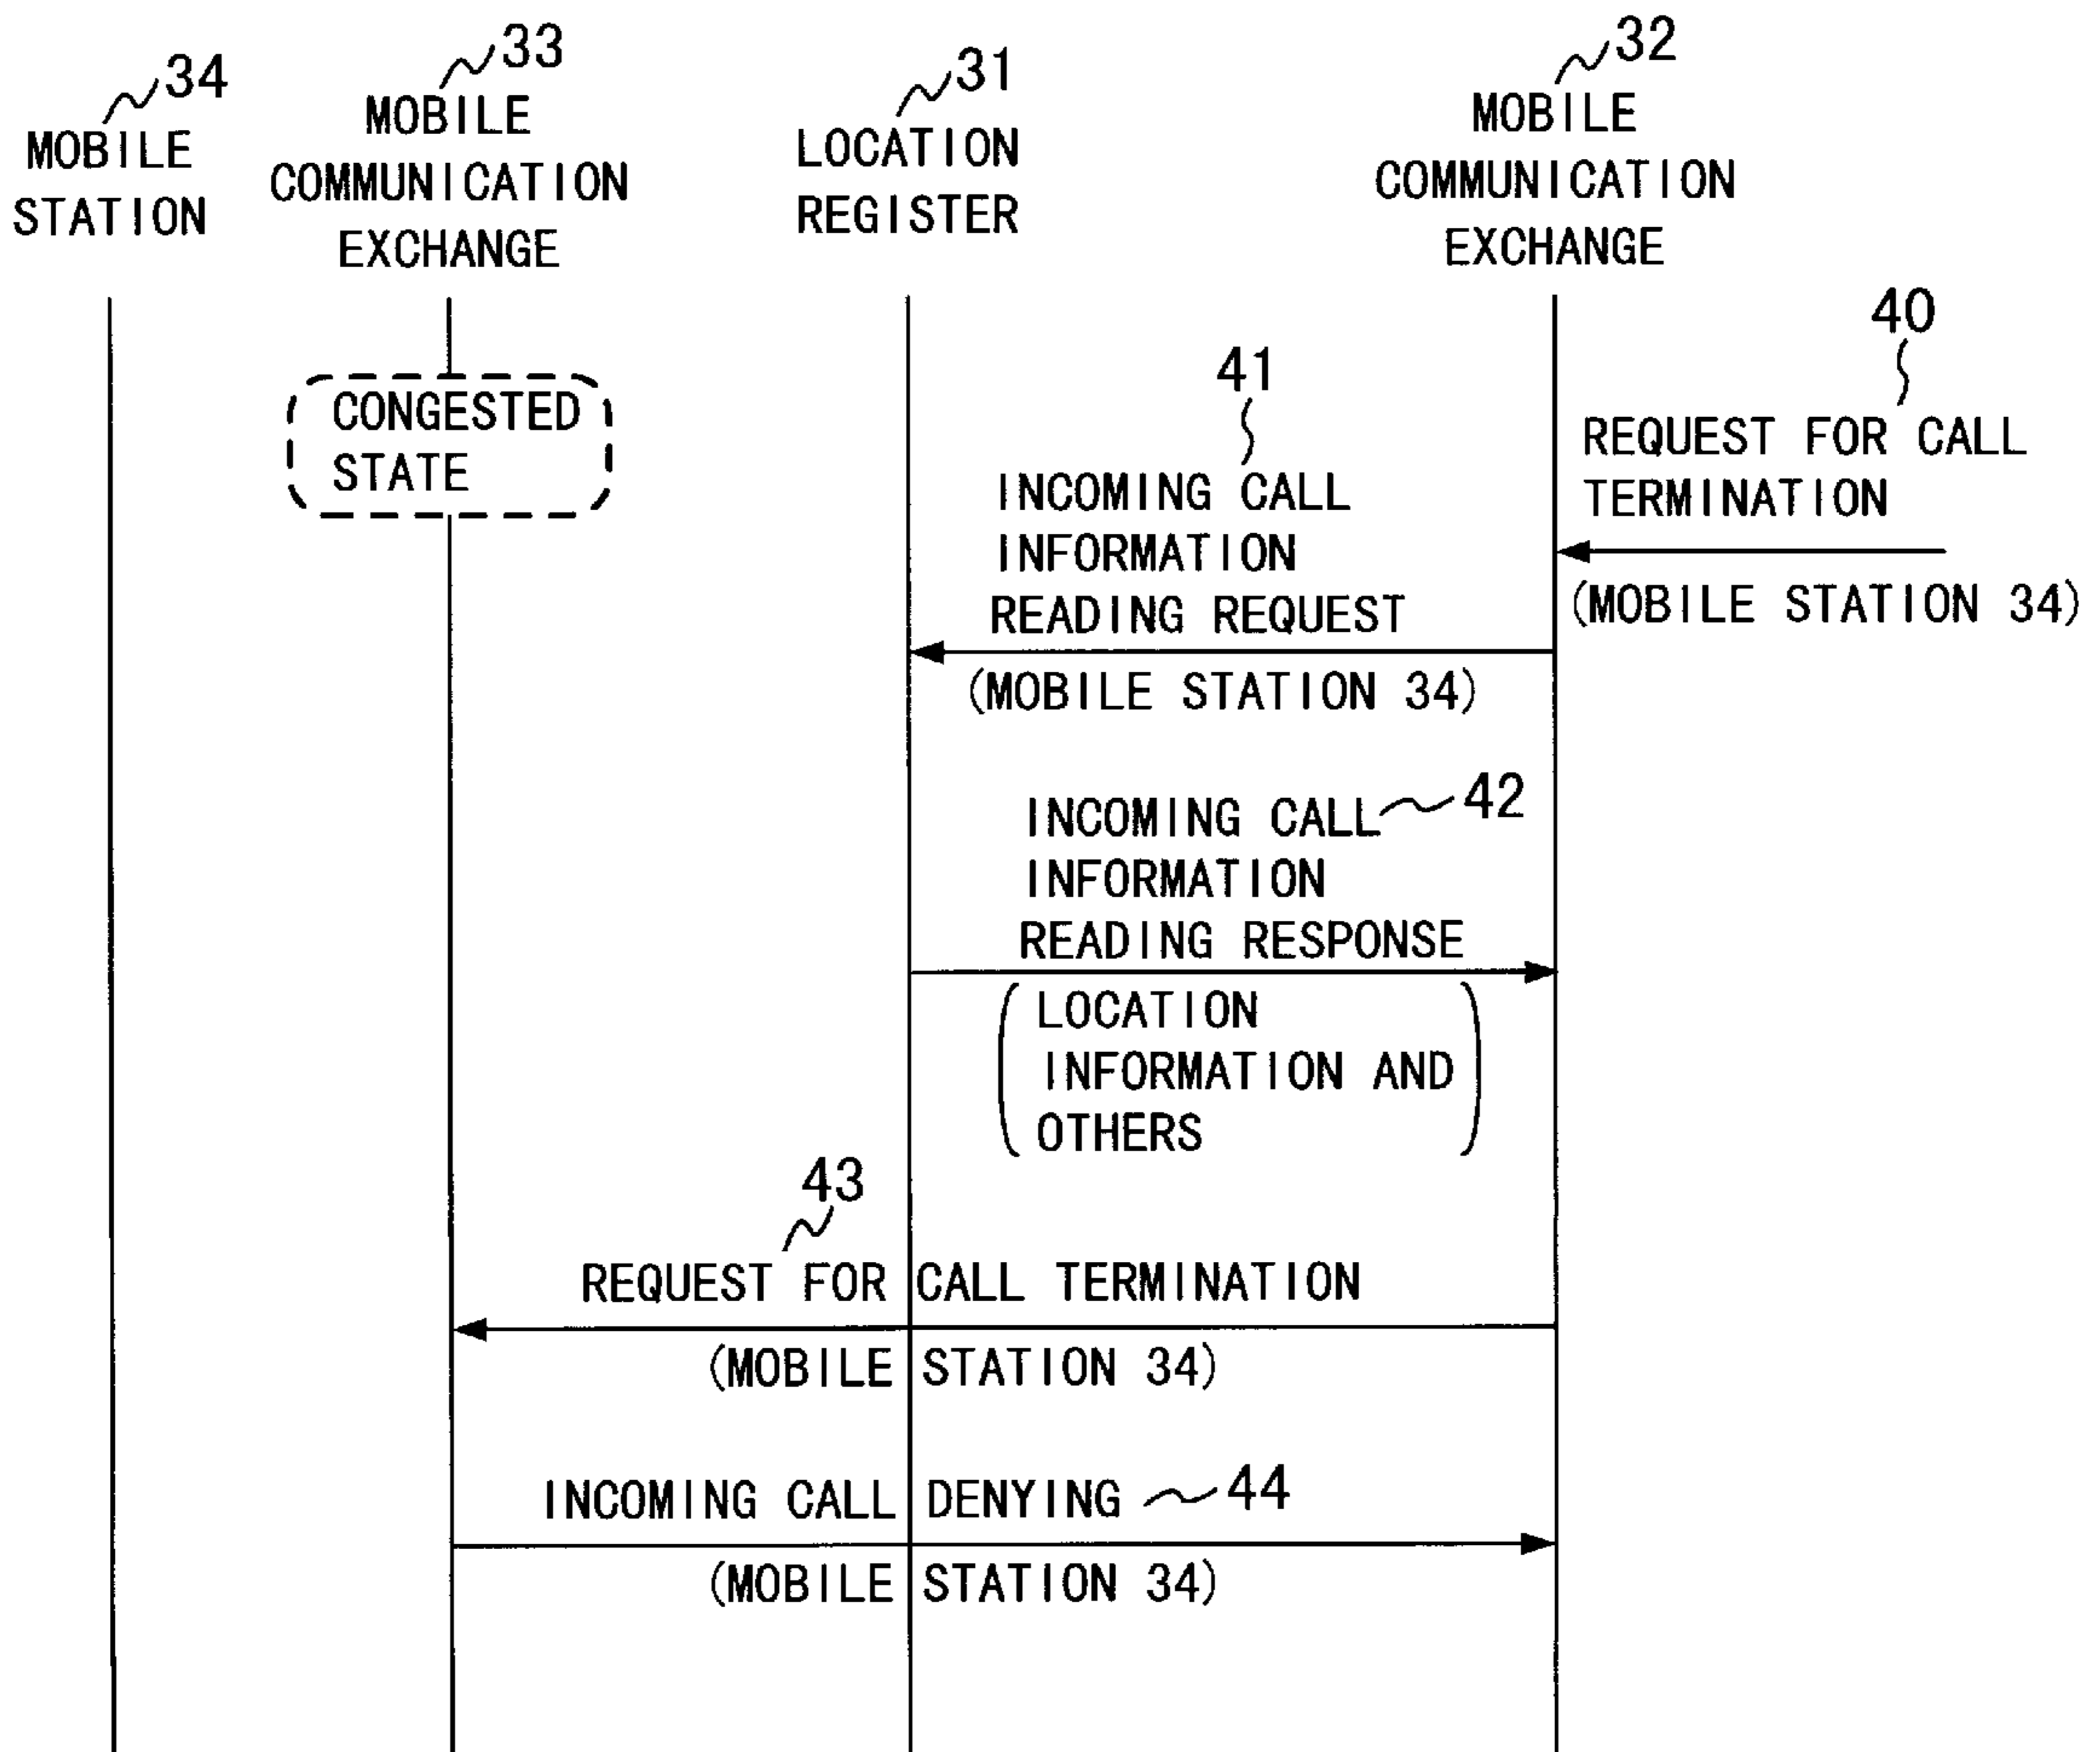 34
MOBILE
STATION
33
MOBILE
COMMUNICATION
EXCHANGE
31
LOCATION
REGISTER
32
MOBILE
COMMUNICATION
EXCHANGE
CONGESTED
STATE
40
REQUEST FOR CALL
TERMINATION
(MOBILE STATION 34)
41
INCOMING CALL
INFORMATION
READING REQUEST
(MOBILE STATION 34)
INCOMING CALL 42
INFORMATION
READING RESPONSE
(LOCATION
INFORMATION AND
OTHERS)
43
REQUEST FOR CALL TERMINATION
(MOBILE STATION 34)
INCOMING CALL DENYING 44
(MOBILE STATION 34)